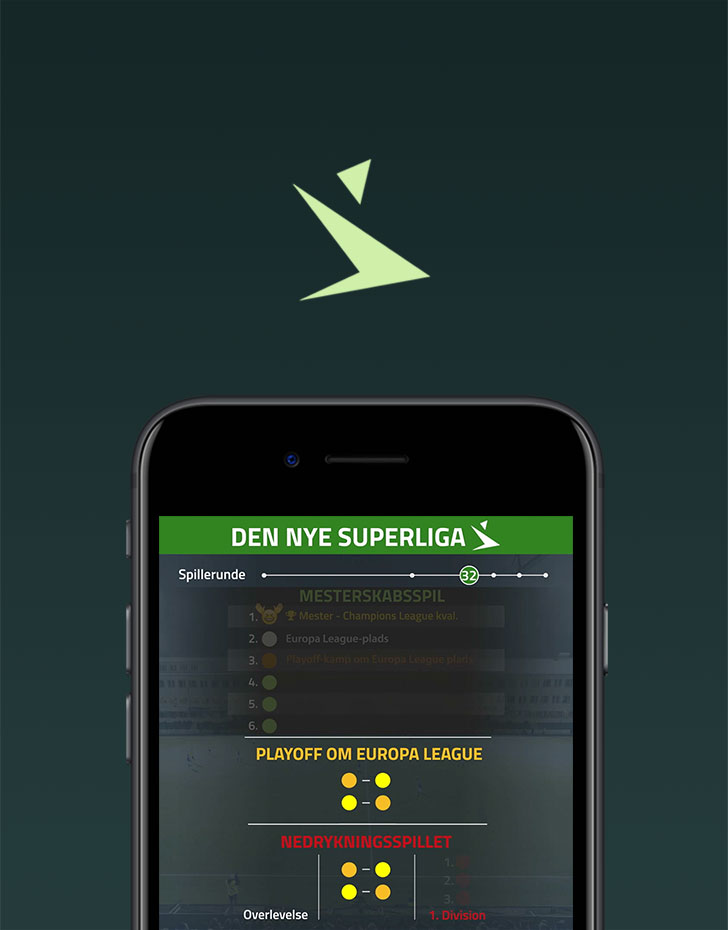 DEN NYE SUPERLIGA
Spillerunde
32
MESTERSKABSSPIL
1. Mester - Champions League kval.
2. Europa League-plads
3. Playoff-kamp om Europa League plads
4.
5.
6.
PLAYOFF OM EUROPA LEAGUE
-
-
NEDRYKNINGSSPILLET
-
-
1.
2.
3.
Overlevelse
1. Division